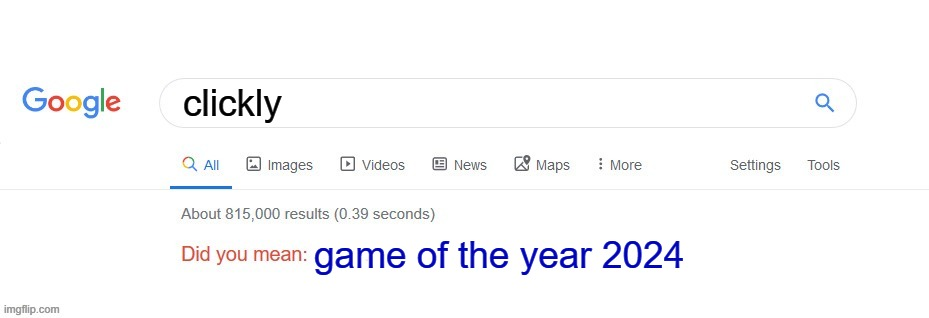 Google clickly
All Images Videos News Maps More Settings Tools
About 815,000 results (0.39 seconds)
Did you mean: game of the year 2024
imgflip.com